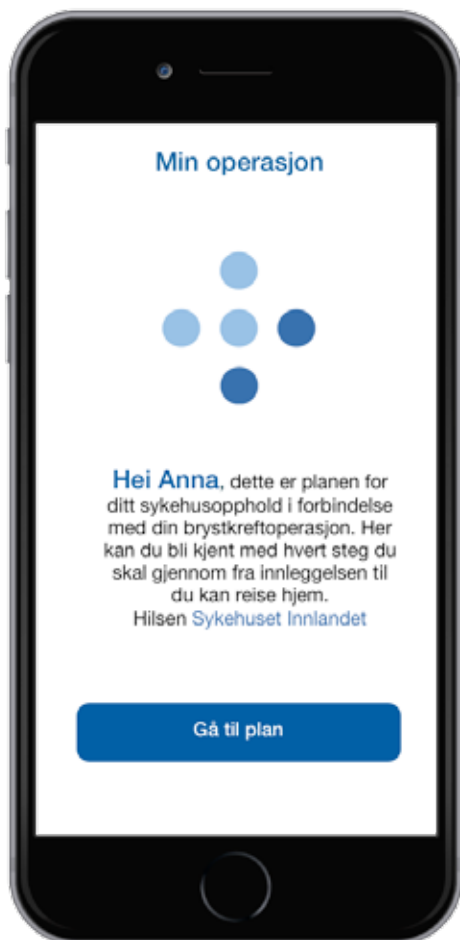 Min operasjon
Hei Anna, dette er planen for
ditt sykehusopphold i forbindelse
med din brystkreftoperasjon. Her
kan du bli kjent med hvert steg du
skal gjennom fra innleggelsen til
du kan reise hjem.
Hilsen Sykehuset Innlandet
Gå til plan